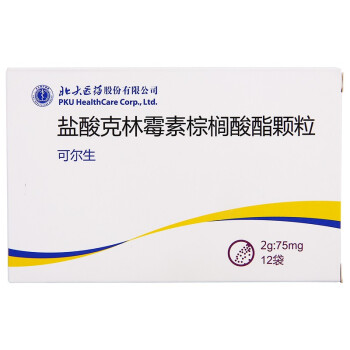 北大医药股份有限公司
PKU HealthCare Corp., Ltd.
盐酸克林霉素棕榈酸酯颗粒
可尔生
2g:75mg
12袋